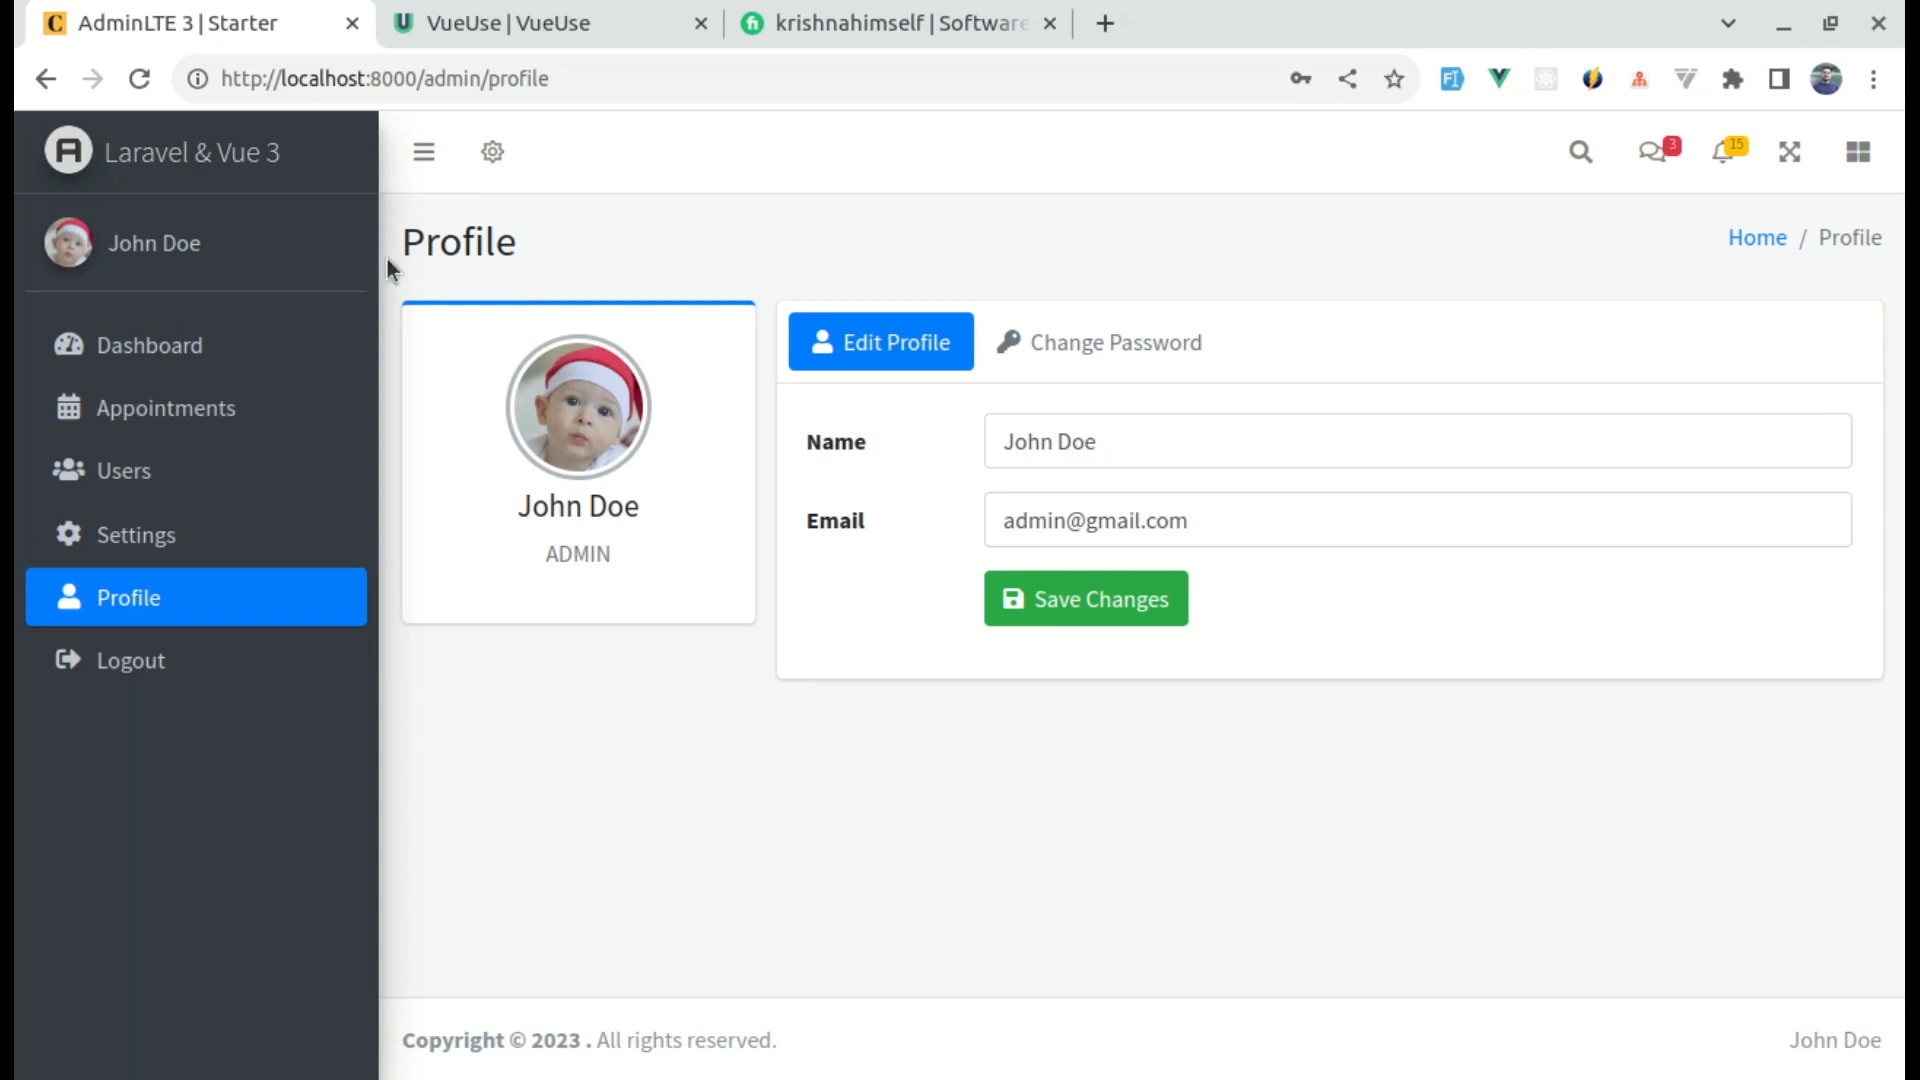 AdminLTE 3 | Starter
VueUse | VueUse
krishnahimself | Software
http://localhost:8000/admin/profile
Laravel & Vue 3
3
15
John Doe
Profile
Home / Profile
Dashboard
Appointments
Users
Settings
Profile
Logout
John Doe
ADMIN
Edit Profile
Change Password
Name
John Doe
Email
admin@gmail.com
Save Changes
Copyright © 2023 . All rights reserved.
John Doe